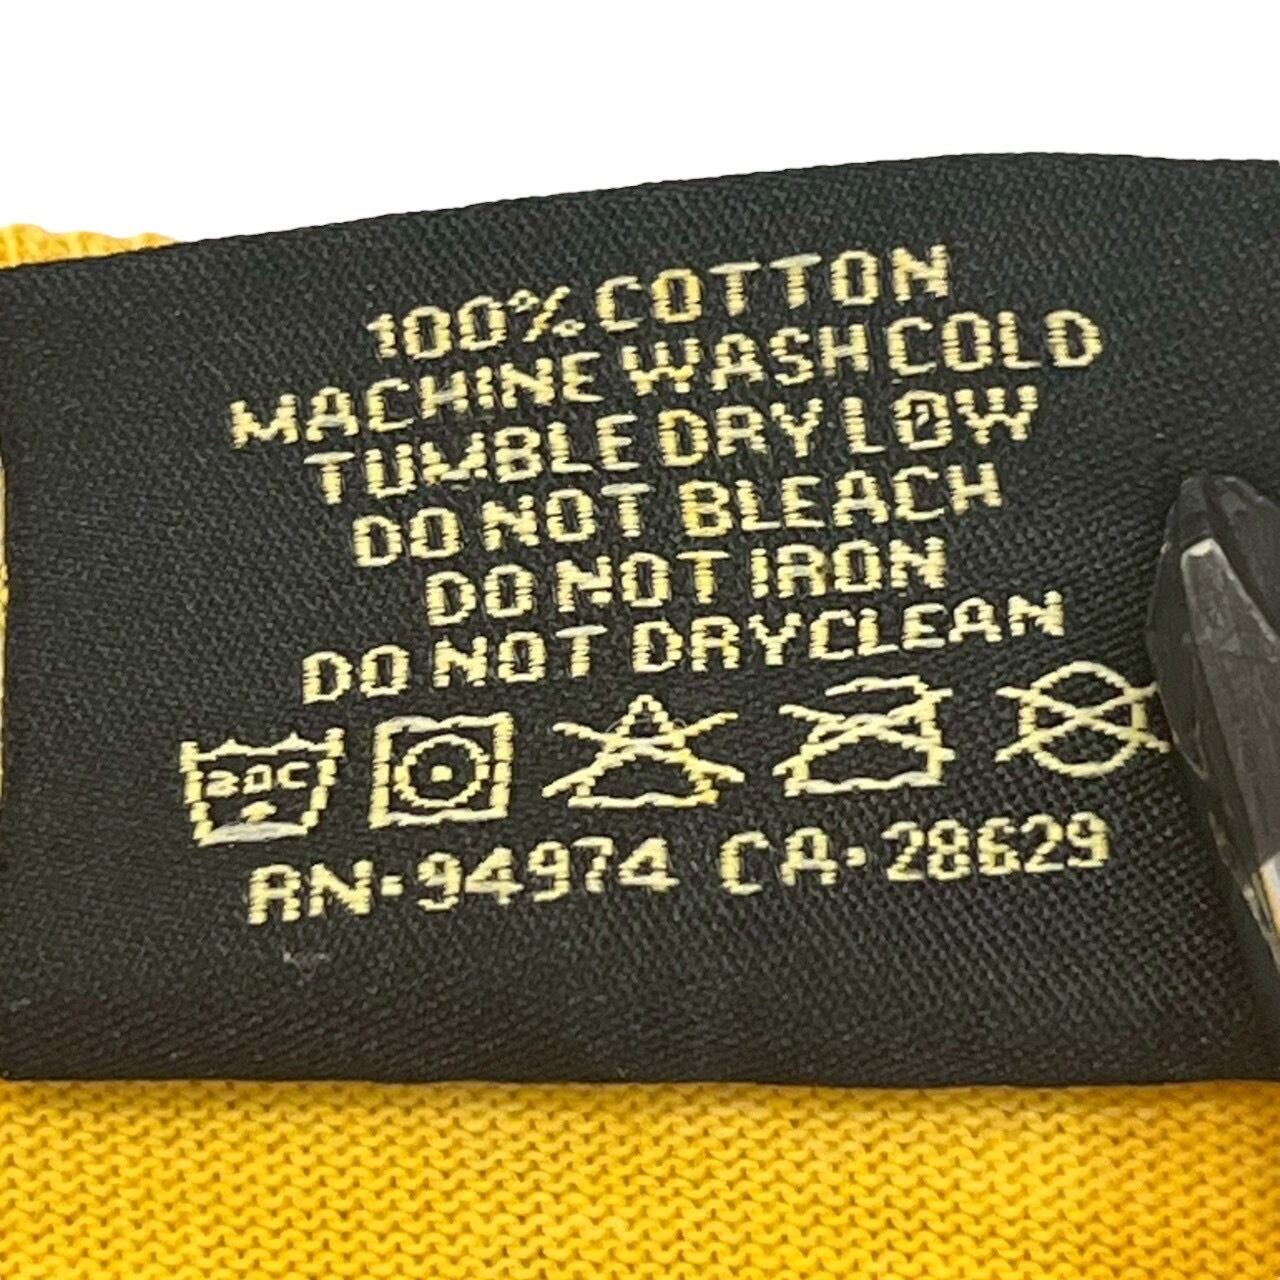 100% COTTON
MACHINE WASH COLD
TUMBLE DRY LOW
DO NOT BLEACH
DO NOT IRON
DO NOT DRYCLEAN
30C
RN-94974 CA-28629